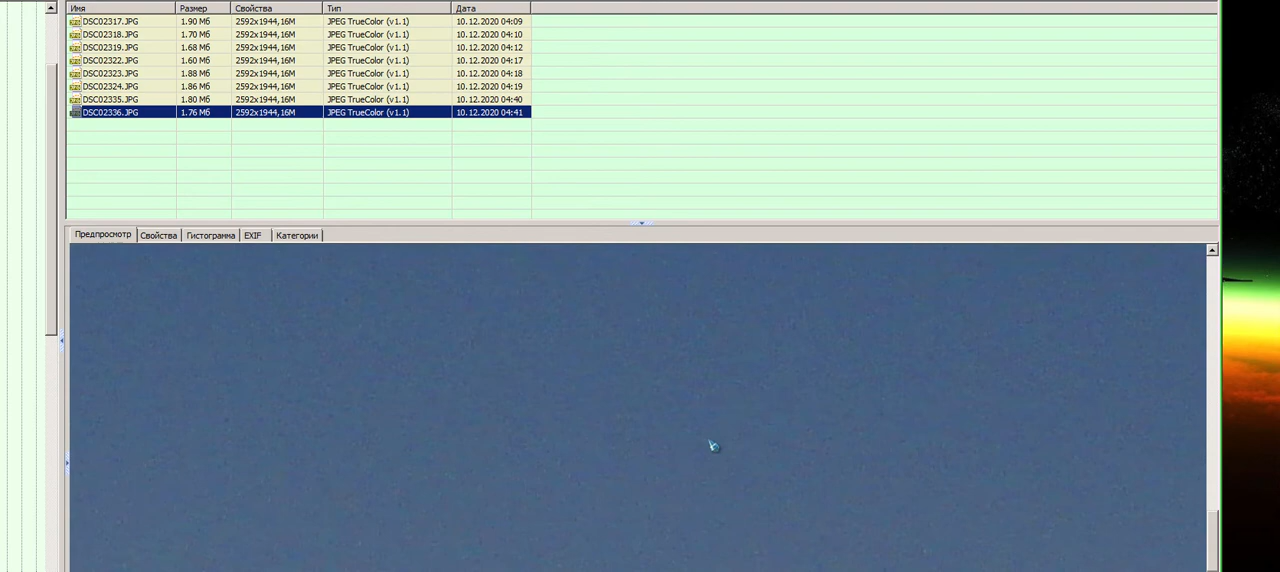 Имя Размер Свойства Тип Дата
DSC02317.JPG 1.90 Мб 2592x1944,16M JPEG TrueColor (v1.1) 10.12.2020 04:09
DSC02318.JPG 1.70 Мб 2592x1944,16M JPEG TrueColor (v1.1) 10.12.2020 04:10
DSC02319.JPG 1.68 Мб 2592x1944,16M JPEG TrueColor (v1.1) 10.12.2020 04:12
DSC02322.JPG 1.60 Мб 2592x1944,16M JPEG TrueColor (v1.1) 10.12.2020 04:17
DSC02323.JPG 1.88 Мб 2592x1944,16M JPEG TrueColor (v1.1) 10.12.2020 04:18
DSC02324.JPG 1.86 Мб 2592x1944,16M JPEG TrueColor (v1.1) 10.12.2020 04:19
DSC02335.JPG 1.80 Мб 2592x1944,16M JPEG TrueColor (v1.1) 10.12.2020 04:40
DSC02336.JPG 1.76 Мб 2592x1944,16M JPEG TrueColor (v1.1) 10.12.2020 04:41
Предпросмотр Свойства Гистограмма EXIF Категории